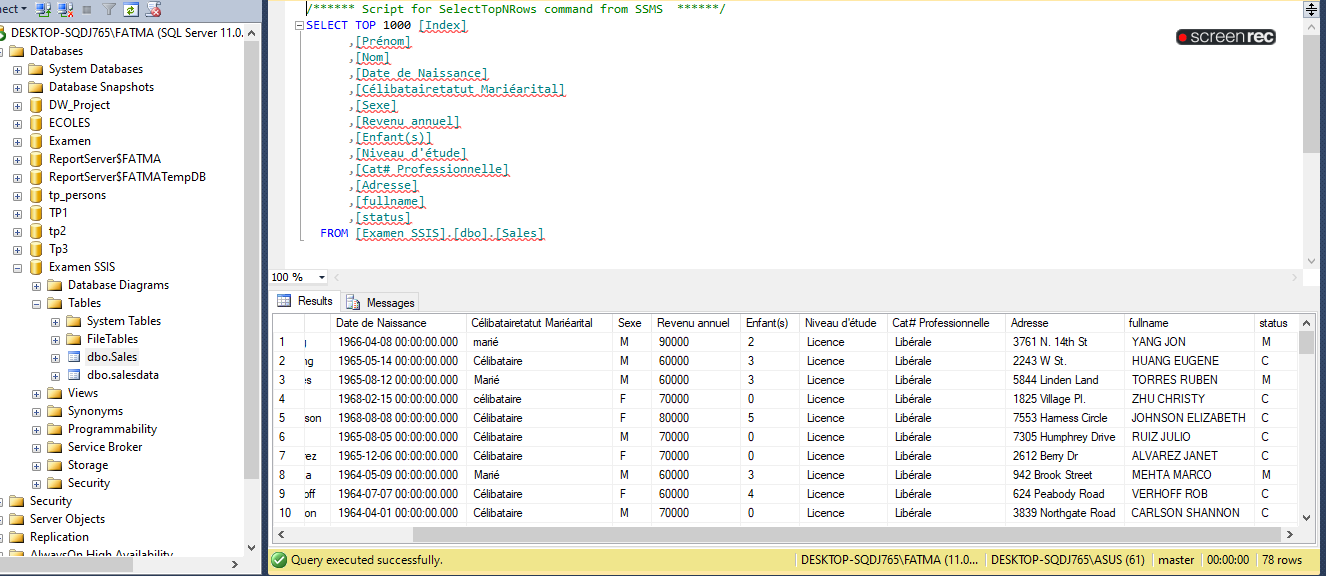 nect
DESKTOP-SQDJ765\FATMA (SQL Server 11.0.
Databases
System Databases
Database Snapshots
DW_Project
ECOLES
Examen
ReportServer$FATMA
ReportServer$FATMATempDB
tp_persons
TP1
tp2
Tp3
Examen SSIS
Database Diagrams
Tables
System Tables
FileTables
dbo.Sales
dbo.salesdata
Views
Synonyms
Programmability
Service Broker
Storage
Security
Security
Server Objects
Replication
AlwaysOn High Availability
/****** Script for SelectTopNRows command from SSMS ******/
SELECT TOP 1000 [Index]
,[Prénom]
,[Nom]
,[Date de Naissance]
,[Célibatairetatut Mariéarital]
,[Sexe]
,[Revenu annuel]
,[Enfant(s)]
,[Niveau d'étude]
,[Cat# Professionnelle]
,[Adresse]
,[fullname]
,[status]
FROM [Examen SSIS].[dbo].[Sales]
screenrec
100 %
Results Messages
Date de Naissance Célibatairetatut Mariéarital Sexe Revenu annuel Enfant(s) Niveau d'étude Cat# Professionnelle Adresse fullname status
1 1966-04-08 00:00:00.000 marié M 90000 2 Licence Libérale 3761 N. 14th St YANG JON M
2 ng 1965-05-14 00:00:00.000 Célibataire M 60000 3 Licence Libérale 2243 W St. HUANG EUGENE C
3 es 1965-08-12 00:00:00.000 Marié M 60000 3 Licence Libérale 5844 Linden Land TORRES RUBEN M
4 1968-02-15 00:00:00.000 célibataire F 70000 0 Licence Libérale 1825 Village Pl. ZHU CHRISTY C
5 son 1968-08-08 00:00:00.000 Célibataire F 80000 5 Licence Libérale 7553 Harness Circle JOHNSON ELIZABETH C
6 1965-08-05 00:00:00.000 Célibataire M 70000 0 Licence Libérale 7305 Humphrey Drive RUIZ JULIO C
7 rez 1965-12-06 00:00:00.000 Célibataire F 70000 0 Licence Libérale 2612 Berry Dr ALVAREZ JANET C
8 a 1964-05-09 00:00:00.000 Marié M 60000 3 Licence Libérale 942 Brook Street MEHTA MARCO M
9 off 1964-07-07 00:00:00.000 Célibataire F 60000 4 Licence Libérale 624 Peabody Road VERHOFF ROB C
10 on 1964-04-01 00:00:00.000 Célibataire M 70000 0 Licence Libérale 3839 Northgate Road CARLSON SHANNON C
Query executed successfully. DESKTOP-SQDJ765\FATMA (11.0... DESKTOP-SQDJ765\ASUS (61) master 00:00:00 78 rows